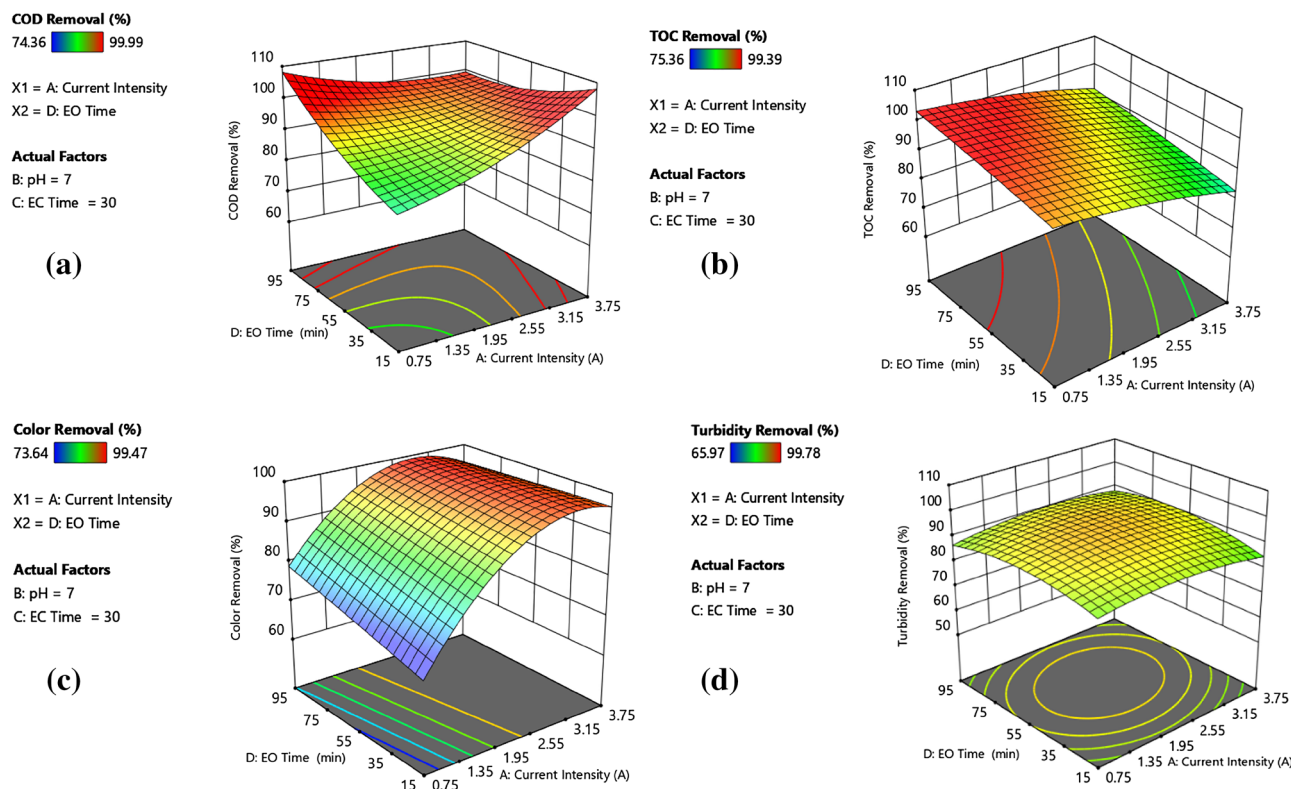 COD Removal (%)
74.36 99.99
X1 = A: Current Intensity
X2 = D: EO Time
Actual Factors
B: pH = 7
C: EC Time = 30
(a)
COD Removal (%)
110
100
90
80
70
60
95
75
55
35
15
D: EO Time (min)
0.75
1.35
1.95
2.55
3.15
3.75
A: Current Intensity (A)
TOC Removal (%)
75.36 99.39
X1 = A: Current Intensity
X2 = D: EO Time
Actual Factors
B: pH = 7
C: EC Time = 30
(b)
TOC Removal (%)
110
100
90
80
70
60
95
75
55
35
15
D: EO Time (min)
0.75
1.35
1.95
2.55
3.15
3.75
A: Current Intensity (A)
Color Removal (%)
73.64 99.47
X1 = A: Current Intensity
X2 = D: EO Time
Actual Factors
B: pH = 7
C: EC Time = 30
(c)
Color Removal (%)
100
90
80
70
60
95
75
55
35
15
D: EO Time (min)
0.75
1.35
1.95
2.55
3.15
3.75
A: Current Intensity (A)
Turbidity Removal (%)
65.97 99.78
X1 = A: Current Intensity
X2 = D: EO Time
Actual Factors
B: pH = 7
C: EC Time = 30
(d)
Turbidity Removal (%)
110
100
90
80
70
60
50
95
75
55
35
15
D: EO Time (min)
0.75
1.35
1.95
2.55
3.15
3.75
A: Current Intensity (A)